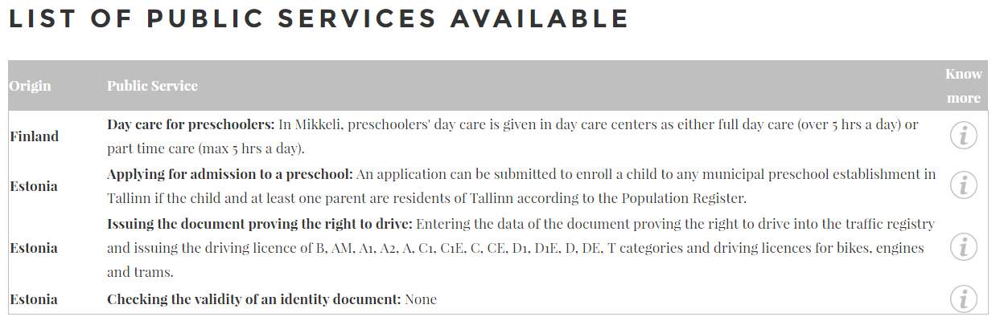 LIST OF PUBLIC SERVICES AVAILABLE
Origin Public Service Know more
Finland Day care for preschoolers: In Mikkeli, preschoolers' day care is given in day care centers as either full day care (over 5 hrs a day) or
part time care (max 5 hrs a day). i
Estonia Applying for admission to a preschool: An application can be submitted to enroll a child to any municipal preschool establishment in
Tallinn if the child and at least one parent are residents of Tallinn according to the Population Register. i
Estonia Issuing the document proving the right to drive: Entering the data of the document proving the right to drive into the traffic registry
and issuing the driving licence of B, AM, A1, A2, A, C1, C1E, C, CE, D1, D1E, D, DE, T categories and driving licences for bikes, engines
and trams. i
Estonia Checking the validity of an identity document: None i